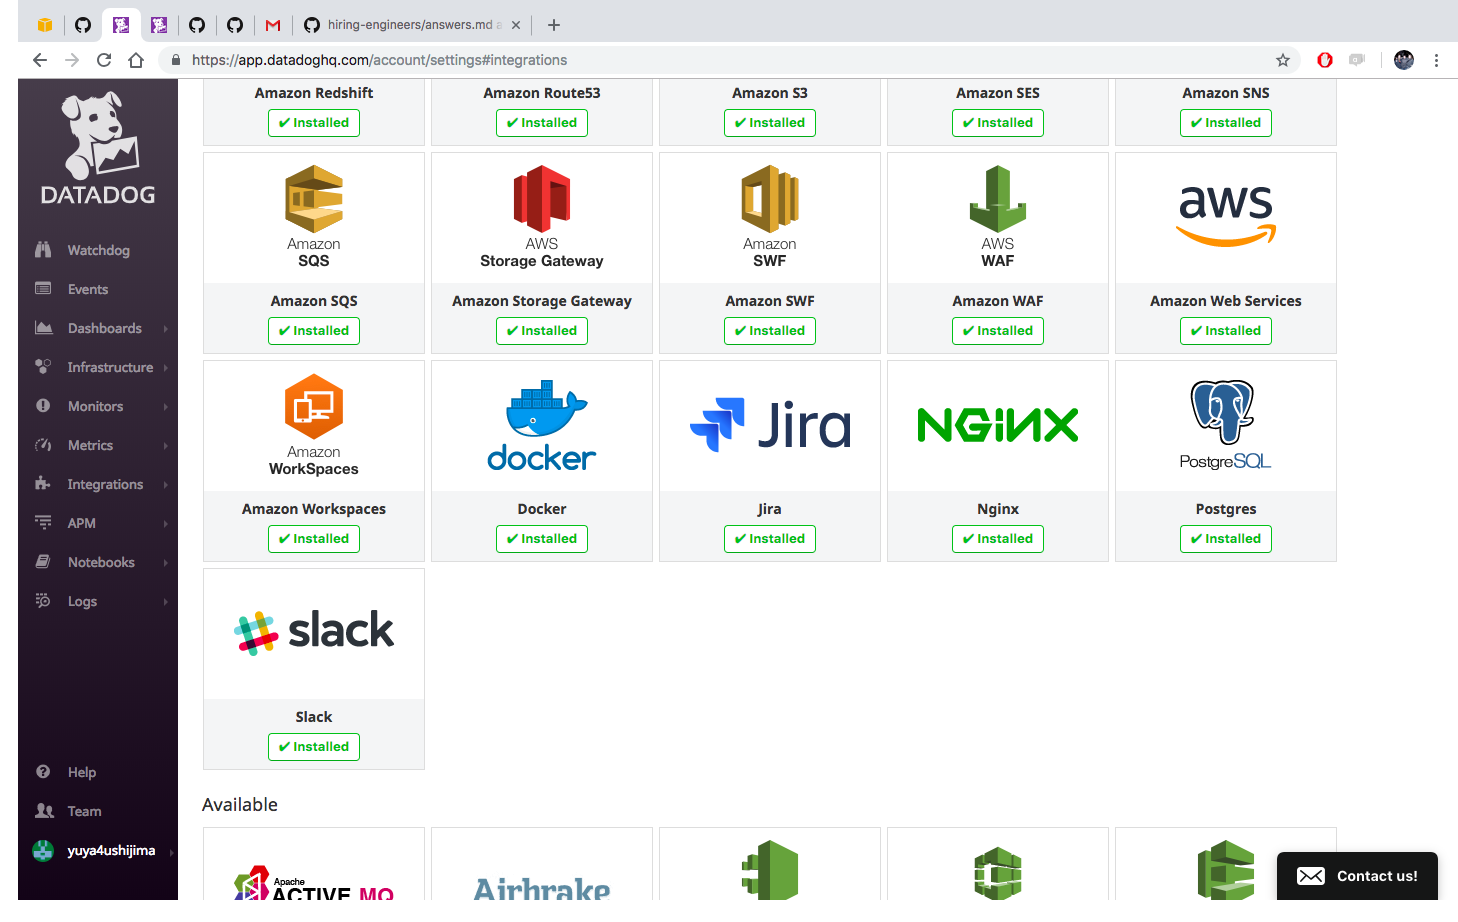 hiring-engineers/answers.md a
https://app.datadoghq.com/account/settings#integrations
DATADOG
Watchdog
Events
Dashboards
Infrastructure
Monitors
Metrics
Integrations
APM
Notebooks
Logs
Help
Team
yuya4ushijima
Amazon Redshift
Amazon Route53
Amazon S3
Amazon SES
Amazon SNS
✔ Installed
✔ Installed
✔ Installed
✔ Installed
✔ Installed
Amazon
SQS
AWS
Storage Gateway
Amazon
SWF
AWS
WAF
aws
Amazon SQS
Amazon Storage Gateway
Amazon SWF
Amazon WAF
Amazon Web Services
✔ Installed
✔ Installed
✔ Installed
✔ Installed
✔ Installed
Amazon
WorkSpaces
docker
Jira
NGINX
PostgreSQL
Amazon Workspaces
Docker
Jira
Nginx
Postgres
✔ Installed
✔ Installed
✔ Installed
✔ Installed
✔ Installed
slack
Slack
✔ Installed
Available
Apache
ACTIVE MQ
Airbrake
Contact us!